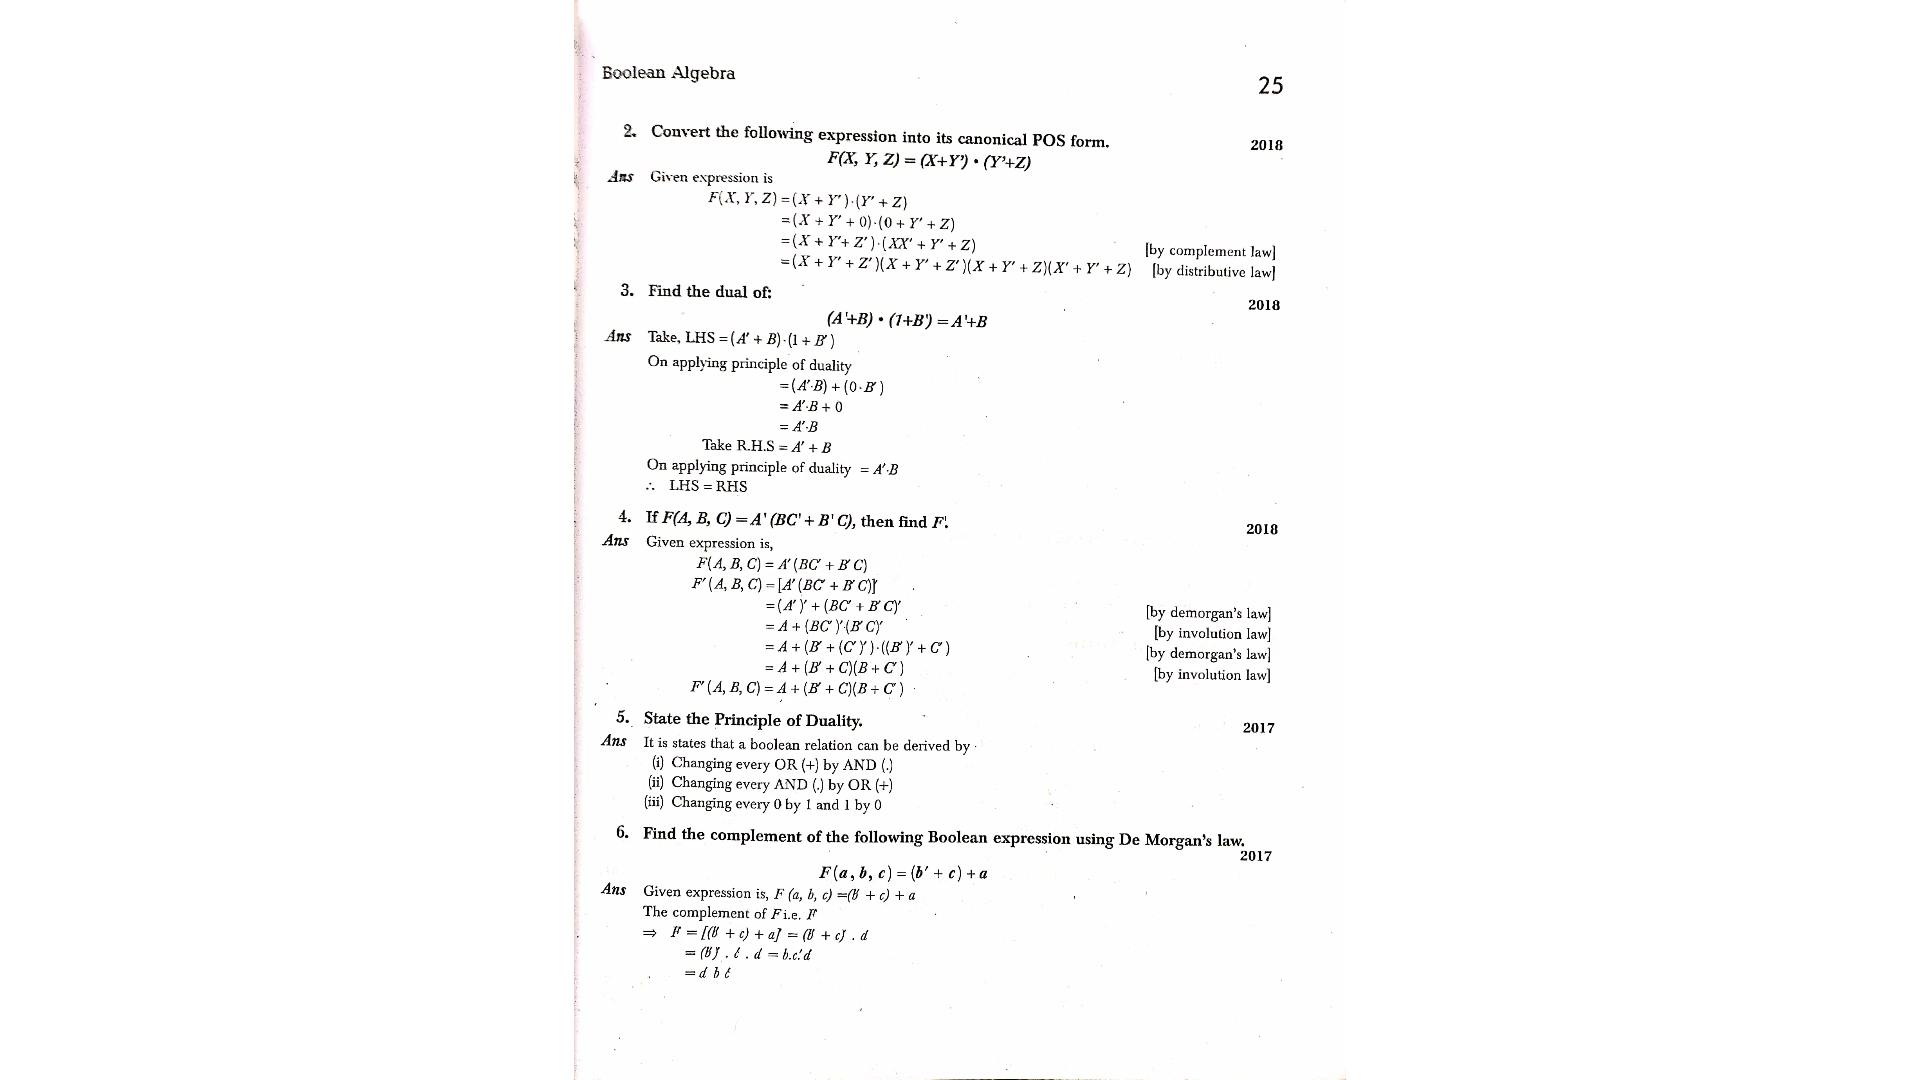 Boolean Algebra
25
2. Convert the following expression into its canonical POS form. 2018
F(X, Y, Z) = (X+Y') • (Y'+Z)
Ans Given expression is
F(X, Y, Z) = (X + Y')·(Y' + Z)
= (X + Y' + 0)·(0 + Y' + Z)
= (X + Y'+ Z')·(XX' + Y' + Z) [by complement law]
= (X + Y' + Z')(X + Y' + Z')(X + Y' + Z)(X' + Y' + Z) [by distributive law]
3. Find the dual of: 2018
(A'+B) • (1+B') = A'+B
Ans Take, LHS = (A' + B)·(1 + B')
On applying principle of duality
= (A'·B) + (0·B')
= A'·B + 0
= A'·B
Take R.H.S = A' + B
On applying principle of duality = A'·B
∴ LHS = RHS
4. If F(A, B, C) = A' (BC' + B' C), then find F'. 2018
Ans Given expression is,
F(A, B, C) = A' (BC' + B' C)
F' (A, B, C) = [A' (BC' + B' C)]'
= (A')' + (BC' + B' C)' [by demorgan's law]
= A + (BC')'·(B' C)' [by involution law]
= A + (B' + (C')')·((B')' + C') [by demorgan's law]
= A + (B' + C)(B + C') [by involution law]
F' (A, B, C) = A + (B' + C)(B + C')
5. State the Principle of Duality. 2017
Ans It is states that a boolean relation can be derived by
(i) Changing every OR (+) by AND (.)
(ii) Changing every AND (.) by OR (+)
(iii) Changing every 0 by 1 and 1 by 0
6. Find the complement of the following Boolean expression using De Morgan's law. 2017
F(a, b, c) = (b' + c) + a
Ans Given expression is, F (a, b, c) =(b' + c) + a
The complement of F i.e. F'
⇒ F' = [(b' + c) + a]' = (b' + c)' . a'
= (b')' . c' . a' = b.c'.a'
= a' b c'